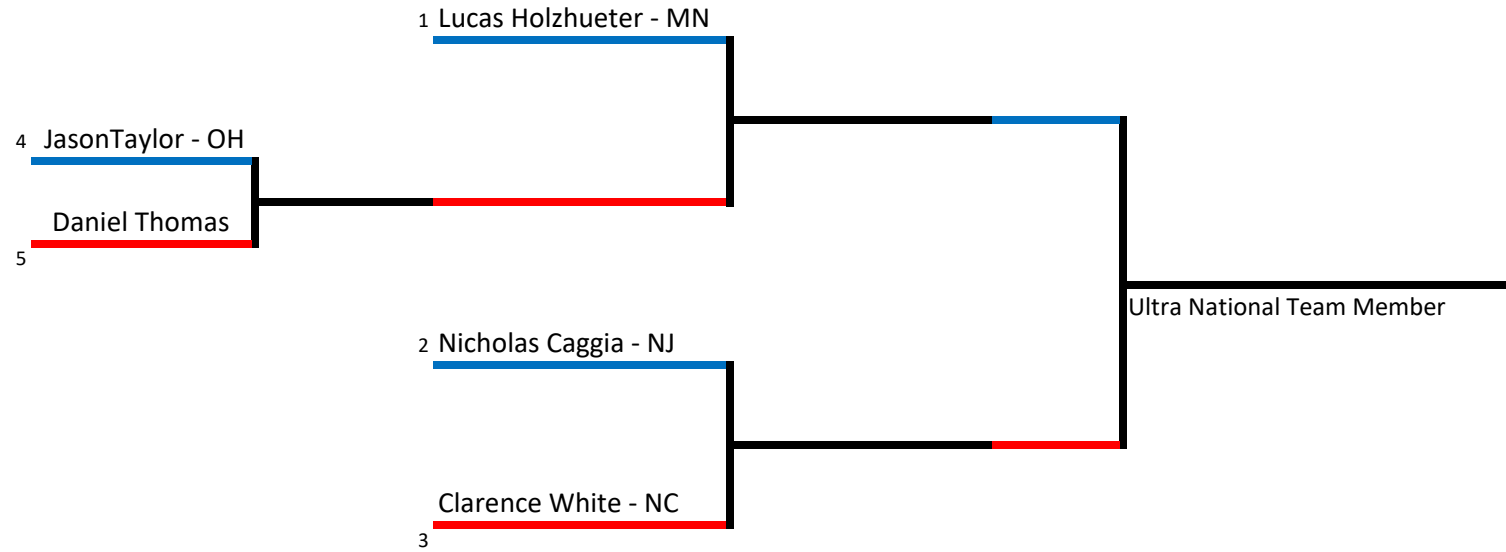 1 Lucas Holzhueter - MN
4 JasonTaylor - OH
Daniel Thomas
5
Ultra National Team Member
2 Nicholas Caggia - NJ
Clarence White - NC
3